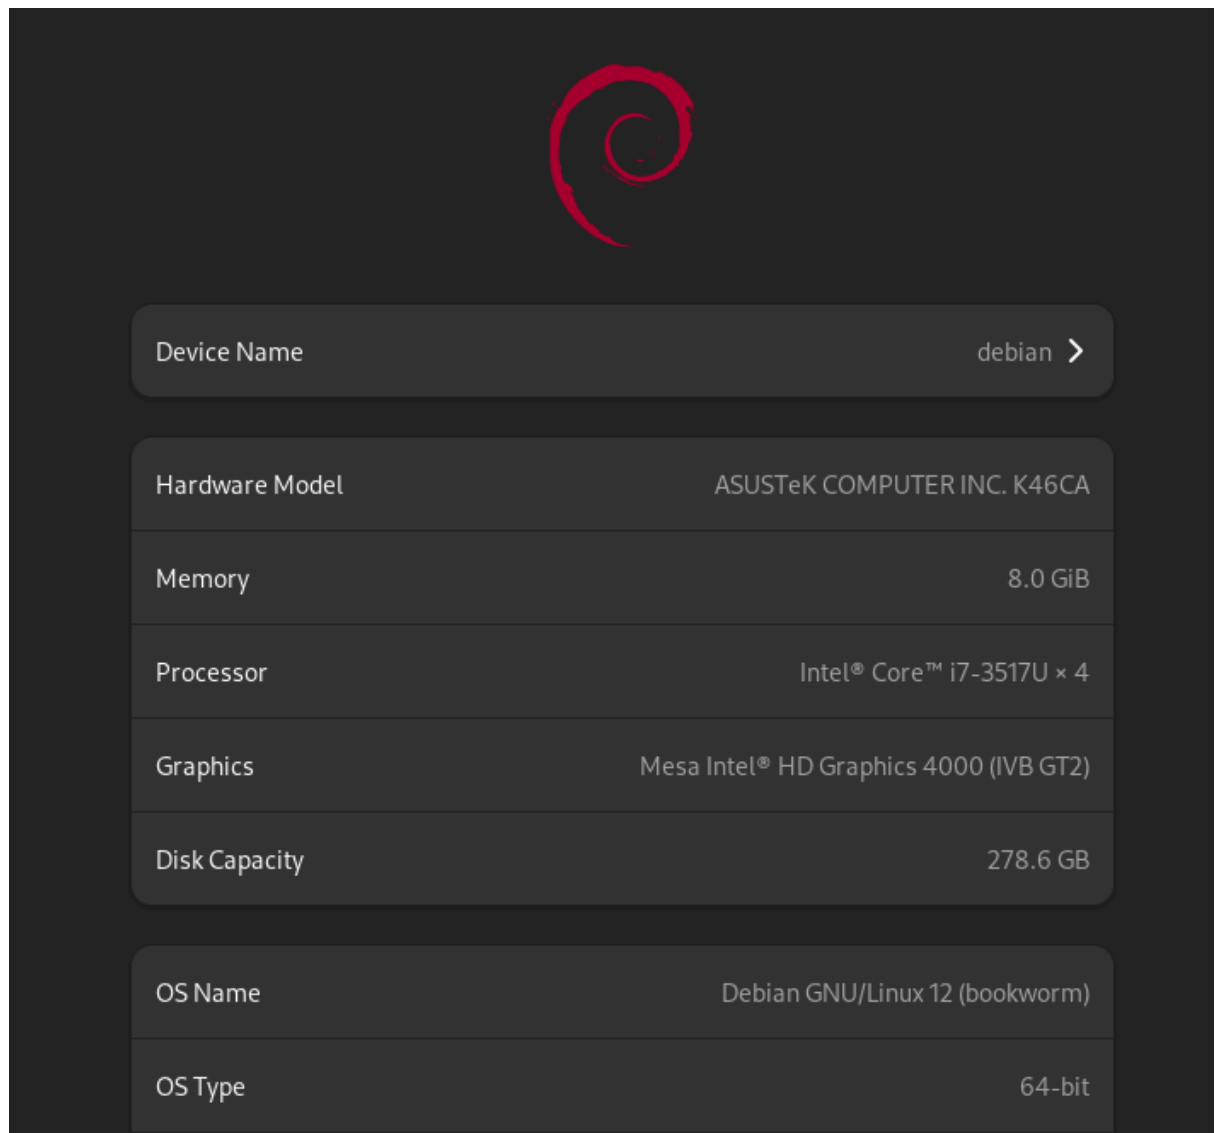 Device Name debian
Hardware Model ASUSTeK COMPUTER INC. K46CA
Memory 8.0 GiB
Processor Intel® Core™ i7-3517U × 4
Graphics Mesa Intel® HD Graphics 4000 (IVB GT2)
Disk Capacity 278.6 GB
OS Name Debian GNU/Linux 12 (bookworm)
OS Type 64-bit